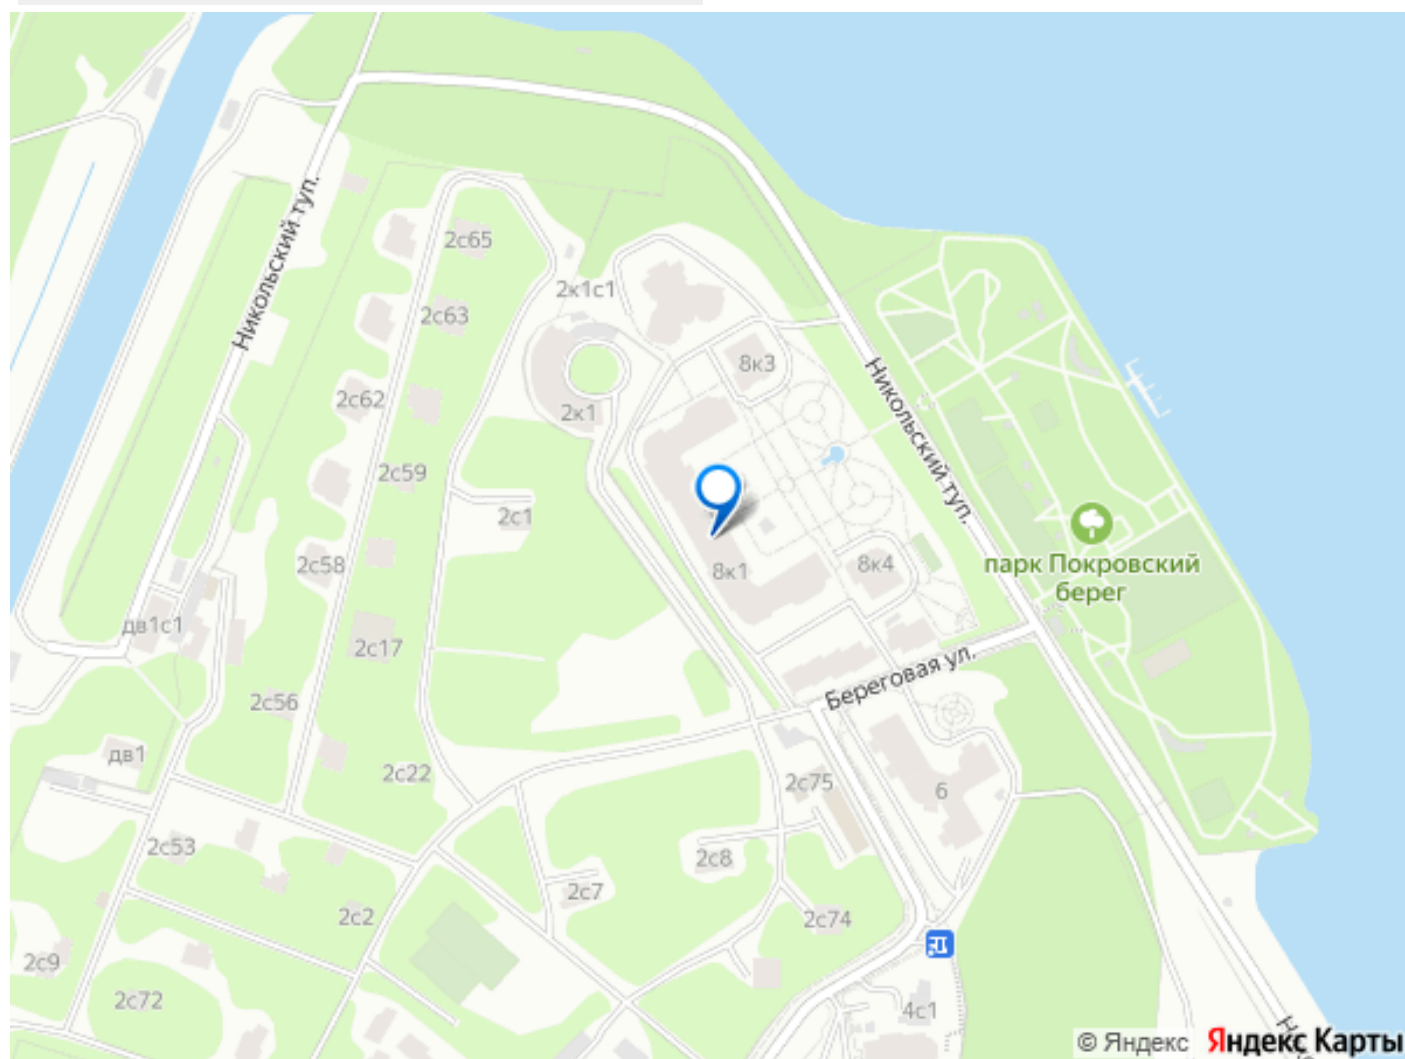 Никольский туп.
2с65
2к1с1
2с63
8к3
Никольский туп.
2с62
2к1
2с59
2с1
парк Покровский
берег
2с58
8к1
8к4
дв1с1
2с17
Береговая ул.
2с56
дв1
2с22
2с75
6
2с53
2с8
2с7
2с2
2с74
2с9
2с72
4с1
© Яндекс
Яндекс Карты